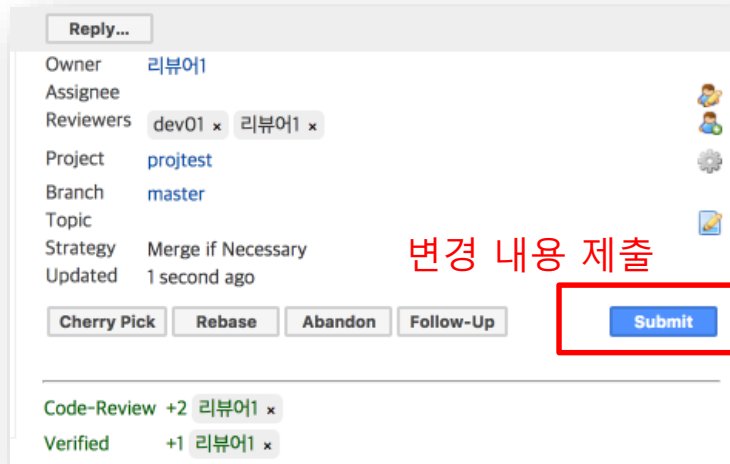 Reply...
Owner 리뷰어1
Assignee
Reviewers dev01 × 리뷰어1 ×
Project projtest
Branch master
Topic
Strategy Merge if Necessary
변경 내용 제출
Updated 1 second ago
Cherry Pick Rebase Abandon Follow-Up Submit
Code-Review +2 리뷰어1 ×
Verified +1 리뷰어1 ×